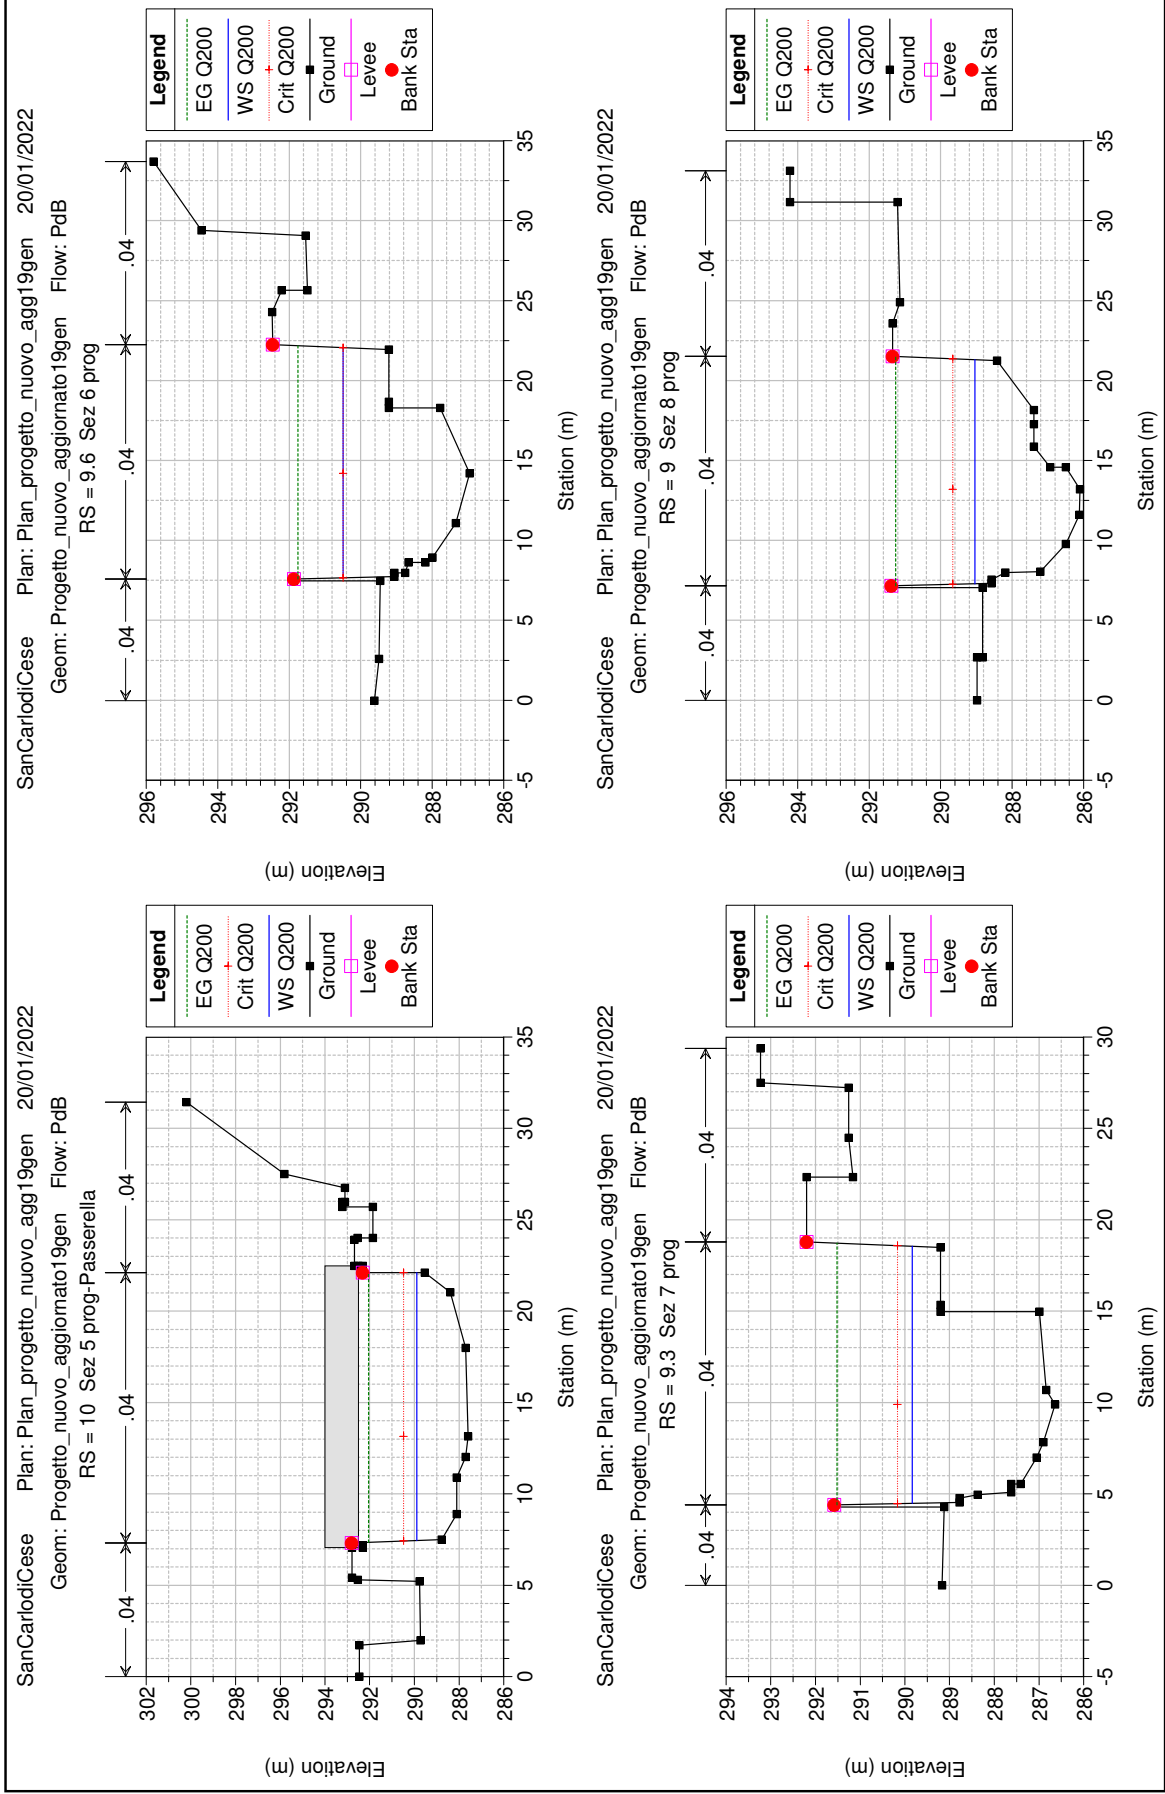 SanCarlodiCese Plan: Plan_progetto_nuovo_agg19gen 20/01/2022
Geom: Progetto_nuovo_aggiornato19gen Flow: PdB
RS = 10 Sez 5 prog-Passerella
.04 .04 .04
302
300
298
296
294
292
290
288
286
Elevation (m)
0 5 10 15 20 25 30 35
Station (m)
Legend
EG Q200
Crit Q200
WS Q200
Ground
Levee
Bank Sta
SanCarlodiCese Plan: Plan_progetto_nuovo_agg19gen 20/01/2022
Geom: Progetto_nuovo_aggiornato19gen Flow: PdB
RS = 9.6 Sez 6 prog
.04 .04 .04
296
294
292
290
288
286
Elevation (m)
-5 0 5 10 15 20 25 30 35
Station (m)
Legend
EG Q200
WS Q200
Crit Q200
Ground
Levee
Bank Sta
SanCarlodiCese Plan: Plan_progetto_nuovo_agg19gen 20/01/2022
Geom: Progetto_nuovo_aggiornato19gen Flow: PdB
RS = 9.3 Sez 7 prog
.04 .04 .04
294
293
292
291
290
289
288
287
286
Elevation (m)
-5 0 5 10 15 20 25 30
Station (m)
Legend
EG Q200
Crit Q200
WS Q200
Ground
Levee
Bank Sta
SanCarlodiCese Plan: Plan_progetto_nuovo_agg19gen 20/01/2022
Geom: Progetto_nuovo_aggiornato19gen Flow: PdB
RS = 9 Sez 8 prog
.04 .04 .04
296
294
292
290
288
286
Elevation (m)
-5 0 5 10 15 20 25 30 35
Station (m)
Legend
EG Q200
Crit Q200
WS Q200
Ground
Levee
Bank Sta